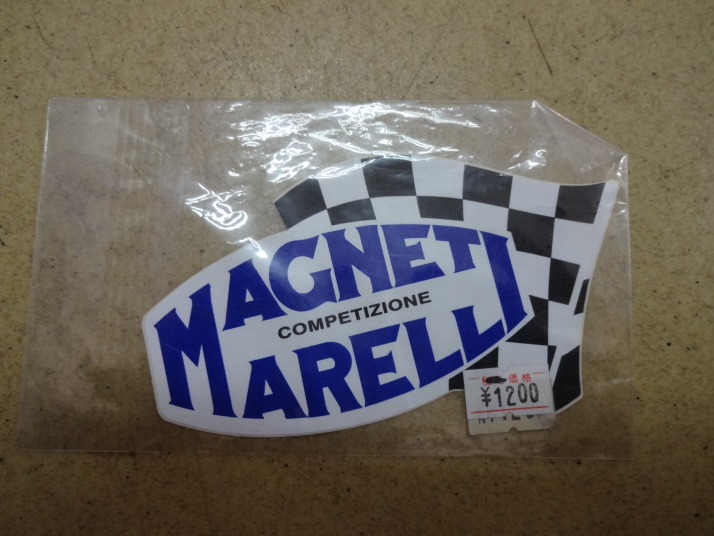 MAGNETI
COMPETIZIONE
MARELLI
価格
¥1200